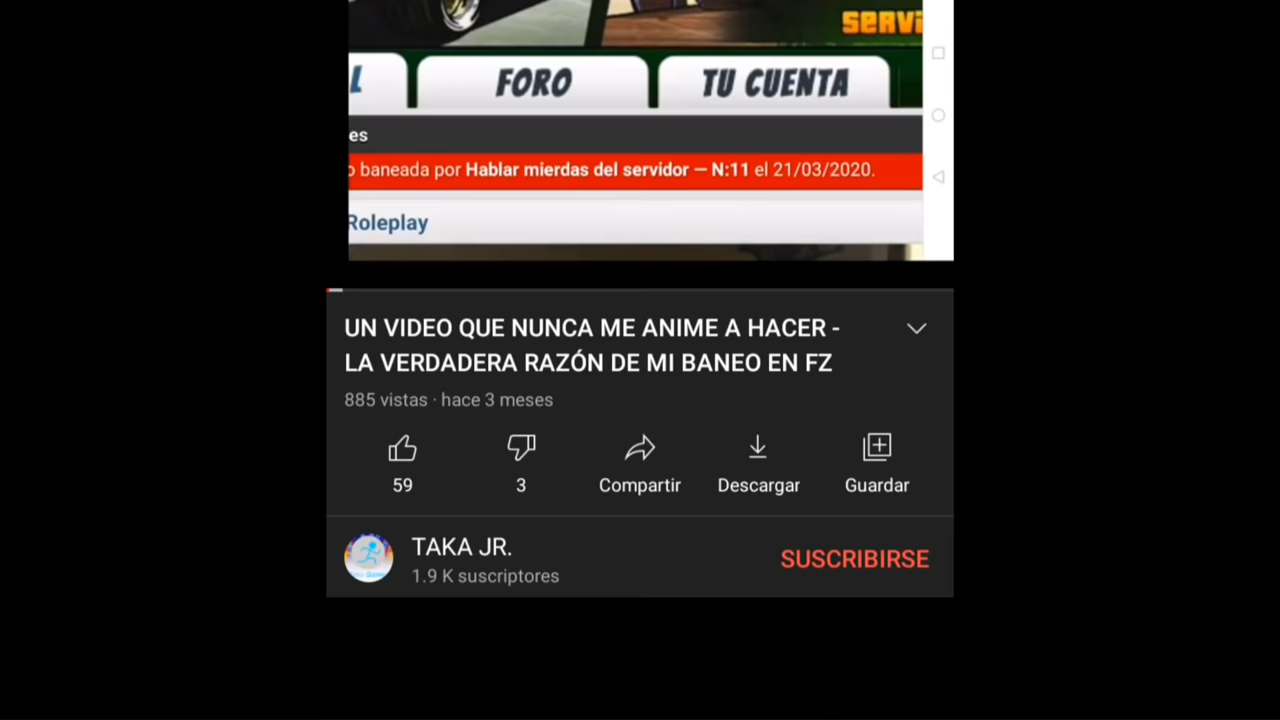 SERVI
L FORO TU CUENTA
es
o baneada por Hablar mierdas del servidor — N:11 el 21/03/2020.
Roleplay
UN VIDEO QUE NUNCA ME ANIME A HACER -
LA VERDADERA RAZÓN DE MI BANEO EN FZ
885 vistas · hace 3 meses
59 3 Compartir Descargar Guardar
TAKA JR.
SUSCRIBIRSE
1.9 K suscriptores